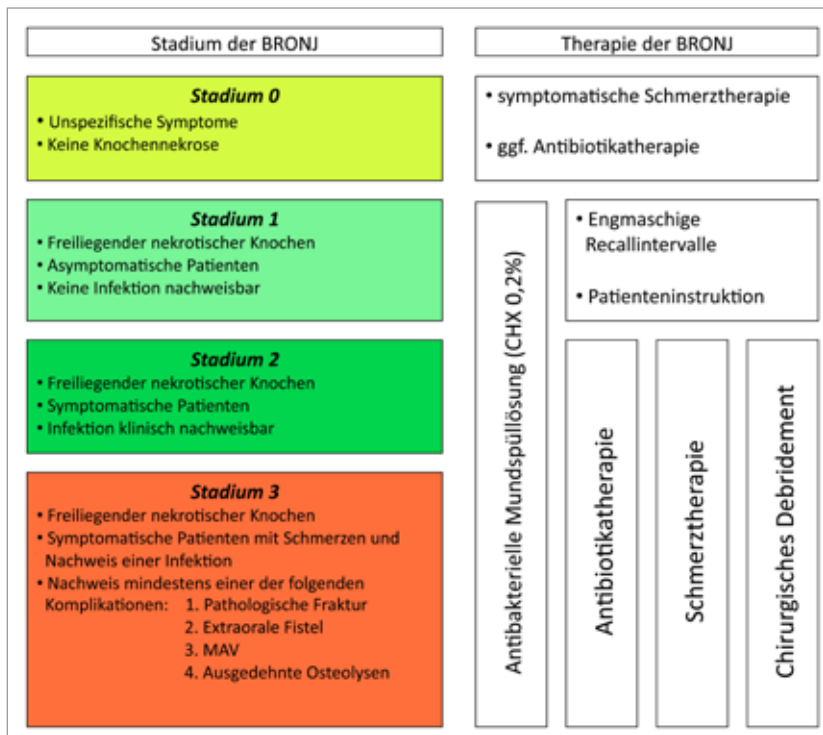 Stadium der BRONJ
Therapie der BRONJ
Stadium 0
• Unspezifische Symptome
• Keine Knochennekrose
• symptomatische Schmerztherapie
• ggf. Antibiotikatherapie
Stadium 1
• Freiliegender nekrotischer Knochen
• Asymptomatische Patienten
• Keine Infektion nachweisbar
Stadium 2
• Freiliegender nekrotischer Knochen
• Symptomatische Patienten
• Infektion klinisch nachweisbar
Stadium 3
• Freiliegender nekrotischer Knochen
• Symptomatische Patienten mit Schmerzen und
Nachweis einer Infektion
• Nachweis mindestens einer der folgenden
Komplikationen: 1. Pathologische Fraktur
2. Extraorale Fistel
3. MAV
4. Ausgedehnte Osteolysen
Antibakterielle Mundspüllösung (CHX 0,2%)
• Engmaschige
Recallintervalle
• Patienteninstruktion
Antibiotikatherapie
Schmerztherapie
Chirurgisches Debridement